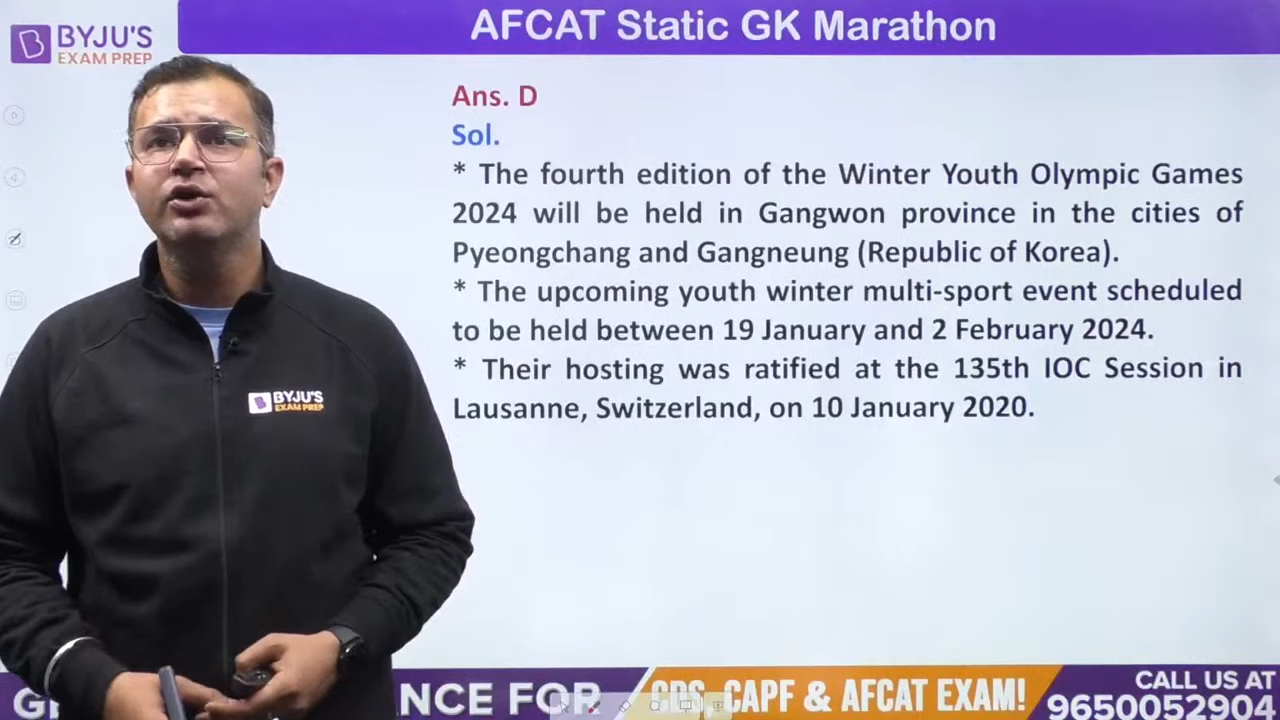 AFCAT Static GK Marathon
BYJU'S
EXAM PREP
Ans. D
Sol.
* The fourth edition of the Winter Youth Olympic Games
2024 will be held in Gangwon province in the cities of
Pyeongchang and Gangneung (Republic of Korea).
* The upcoming youth winter multi-sport event scheduled
to be held between 19 January and 2 February 2024.
* Their hosting was ratified at the 135th IOC Session in
Lausanne, Switzerland, on 10 January 2020.
BYJU'S
EXAM PREP
NCE FOR CDS, CAPF & AFCAT EXAM!
CALL US AT
9650052904